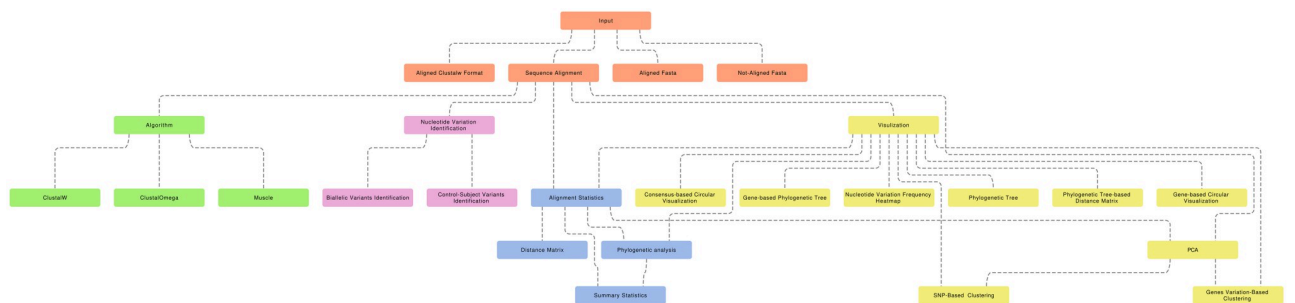 Input
Aligned Clustalw Format
Sequence Alignment
Aligned Fasta
Not-Aligned Fasta
Algorithm
Nucleotide Variation
Identification
Visulization
ClustalW
ClustalOmega
Muscle
Biallelic Variants Identification
Control-Subject Variants
Identification
Alignment Statistics
Consensus-based Circular
Visualization
Gene-based Phylogenetic Tree
Nucleotide Variation Frequency
Heatmap
Phylogenetic Tree
Phylogenetic Tree-based
Distance Matrix
Gene-based Circular
Visualization
Distance Matrix
Phylogenetic analysis
PCA
Summary Statistics
SNP-Based Clustering
Genes Variation-Based
Clustering